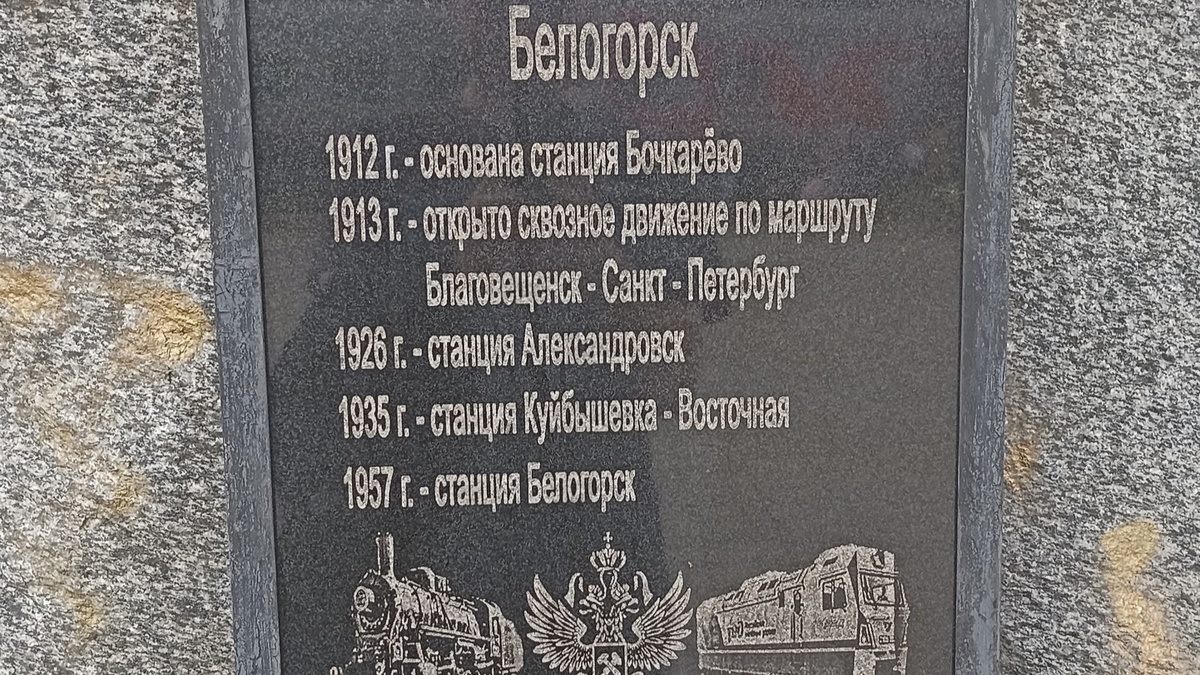 Белогорск
1912 г. - основана станция Бочкарёво
1913 г. - открыто сквозное движение по маршруту
Благовещенск - Санкт - Петербург
1926 г. - станция Александровск
1935 г. - станция Куйбышевка - Восточная
1957 г. - станция Белогорск